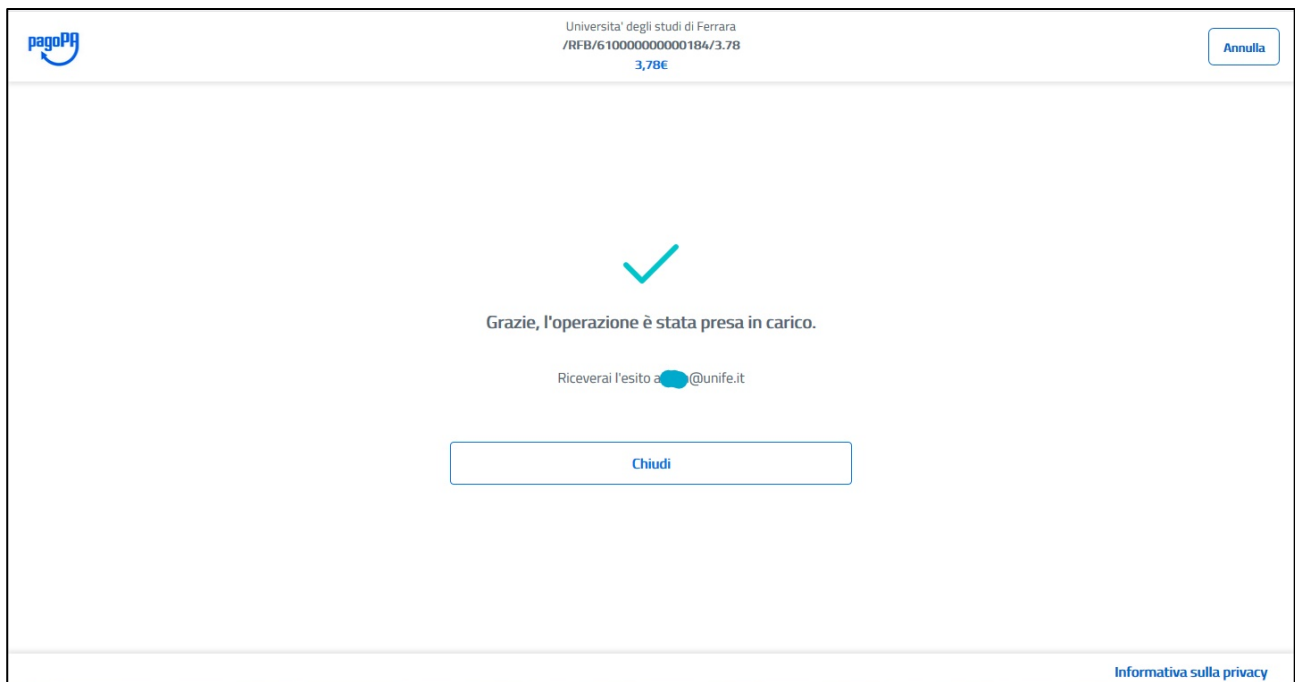 pagoPA
Universita' degli studi di Ferrara
/RFB/610000000000184/3.78
3,78€
Annulla
Grazie, l'operazione è stata presa in carico.
Riceverai l'esito a @unife.it
Chiudi
Informativa sulla privacy